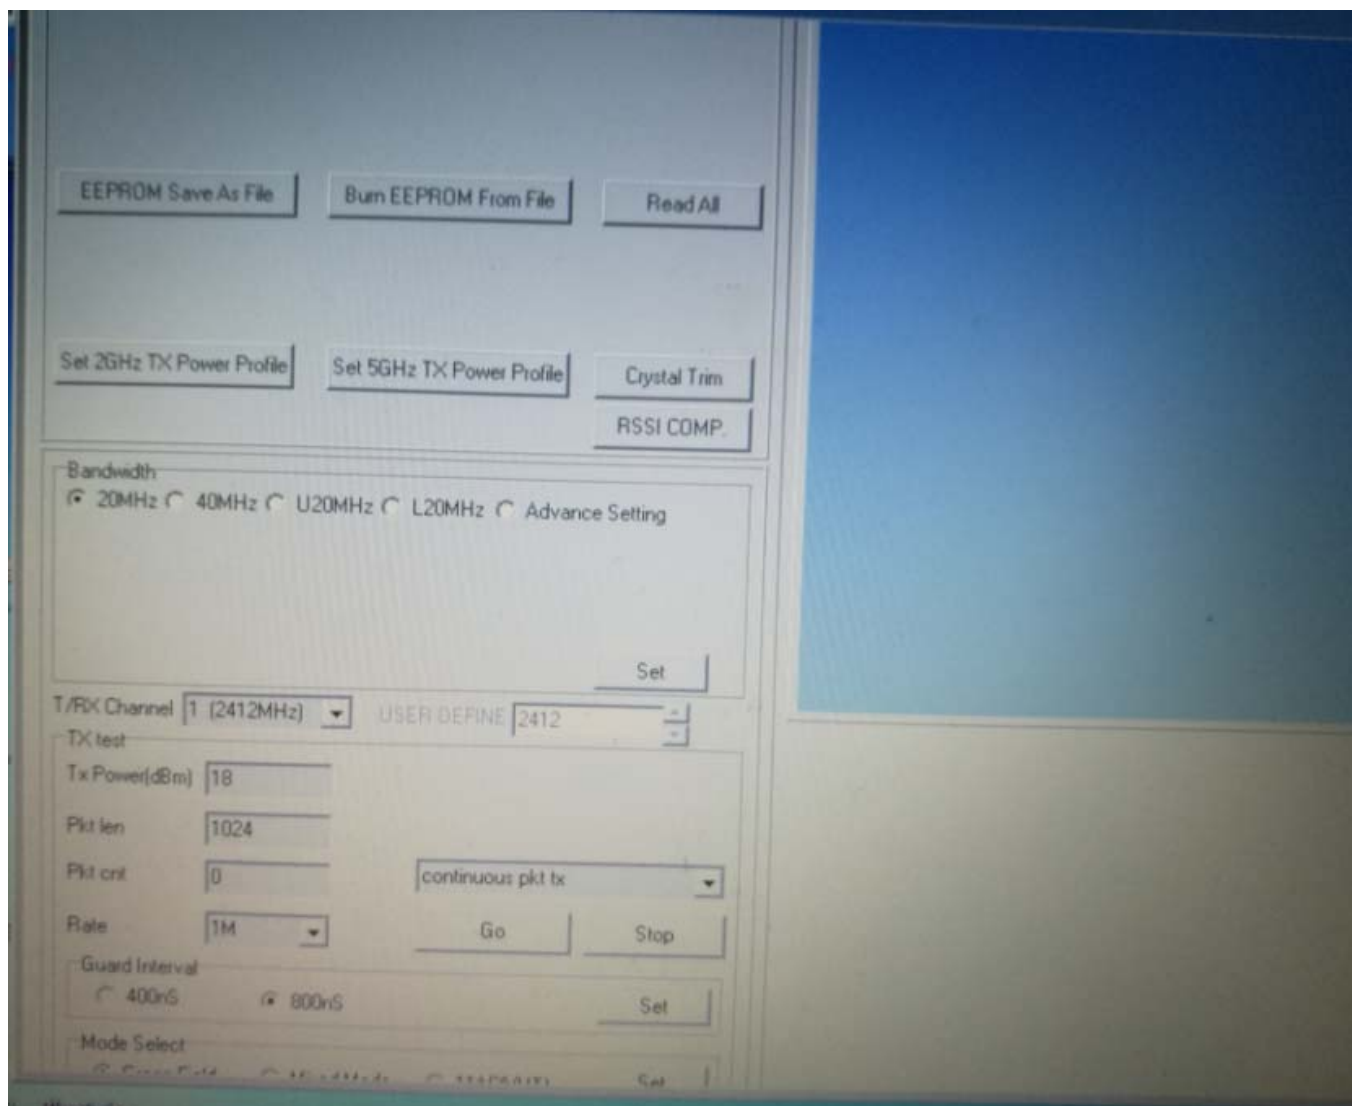 EEPROM Save As File
Burn EEPROM From File
Read All
Set 2GHz TX Power Profile
Set 5GHz TX Power Profile
Crystal Trim
RSSI COMP.
Bandwidth
20MHz 40MHz U20MHz L20MHz Advance Setting
Set
T/RX Channel 1 (2412MHz) USER DEFINE 2412
TX test
Tx Power(dBm) 18
Pkt len 1024
Pkt cnt 0 continuous pkt tx
Rate 1M Go Stop
Guard Interval
400nS 800nS Set
Mode Select
Set